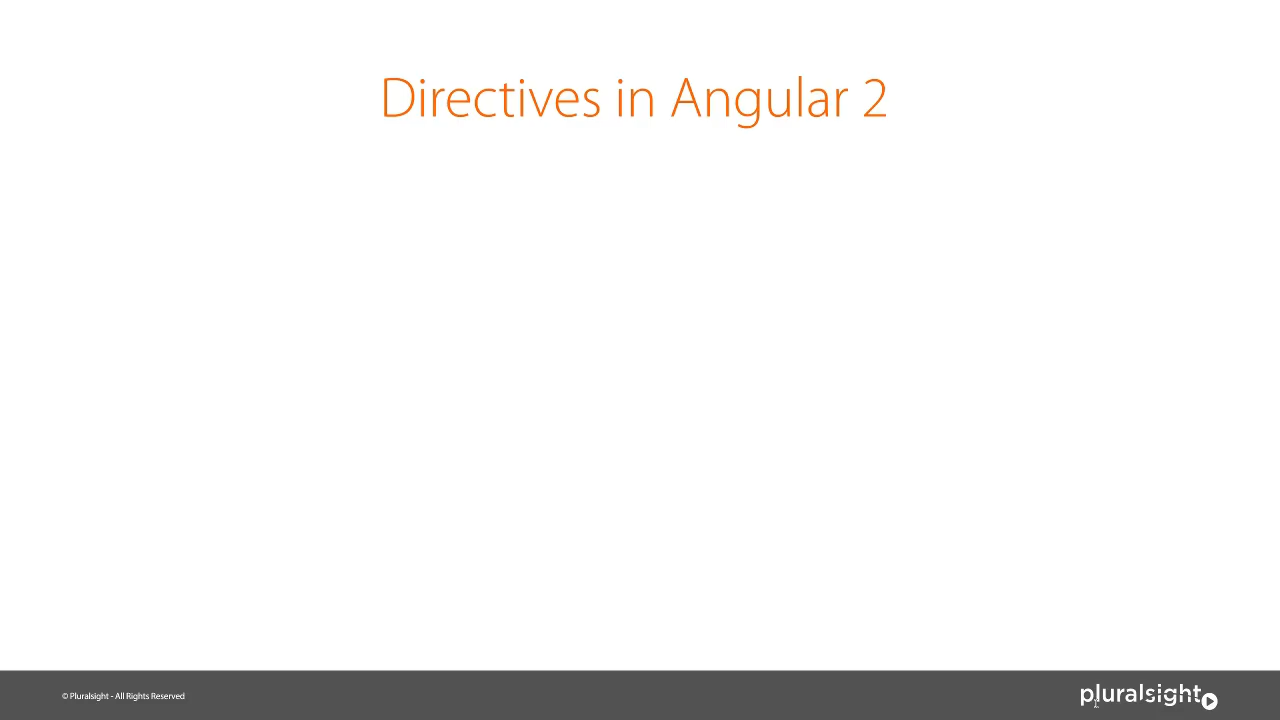 Directives in Angular 2
© Pluralsight - All Rights Reserved
pluralsight